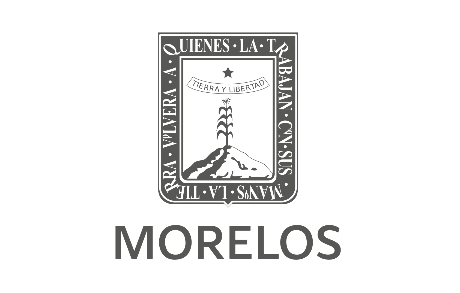 LA TIERRA · VOLVERA · A · QUIENES · LA · TRABAJAN · CON · SUS · MANOS
TIERRA Y LIBERTAD
MORELOS